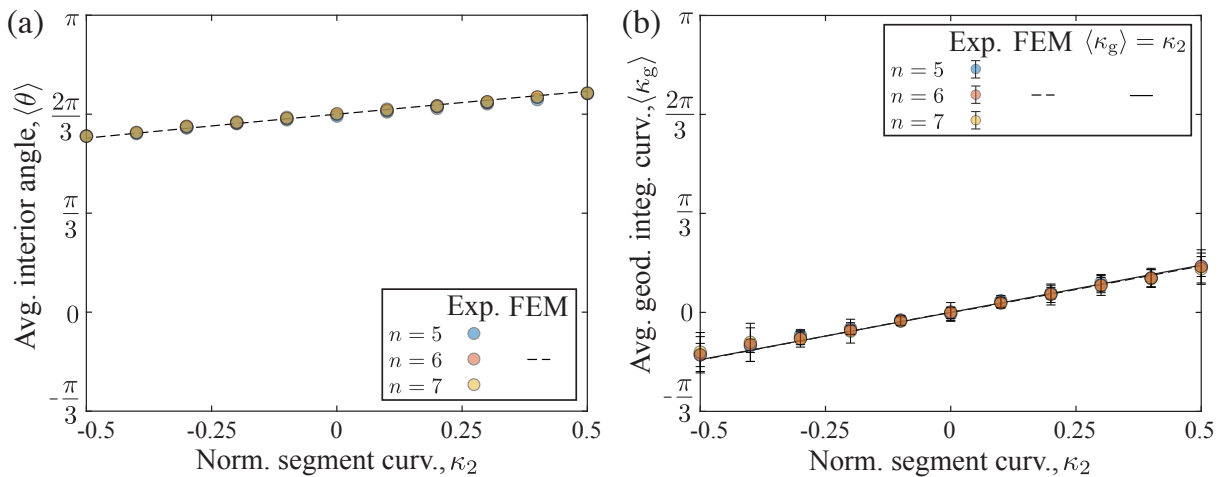 (a)
π
2π
3
π
3
0
-π
3
Avg. interior angle, ⟨θ⟩
Exp. FEM
n = 5
n = 6
n = 7
-0.5 -0.25 0 0.25 0.5
Norm. segment curv., κ₂
(b)
π
2π
3
π
3
0
-π
3
Avg. geod. integ. curv., ⟨κg⟩
Exp. FEM ⟨κg⟩ = κ₂
n = 5
n = 6
n = 7
-0.5 -0.25 0 0.25 0.5
Norm. segment curv., κ₂